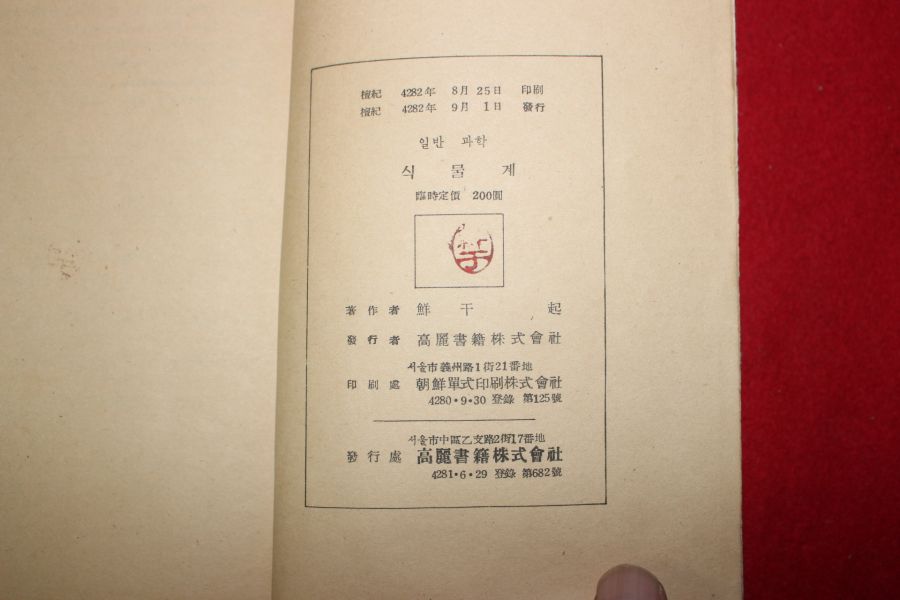 檀紀 4282年 8月 25日 印刷
檀紀 4282年 9月 1日 發行
일반 과학
식물계
臨時定價 200圜
著作者 鮮于起
發行者 高麗書籍株式會社
서울市義州路1街21番地
印刷處 朝鮮單式印刷株式會社
4280·9·30 登錄 第125號
서울市中區乙支路2街17番地
發行處 高麗書籍株式會社
4281·6·29 登錄 第682號